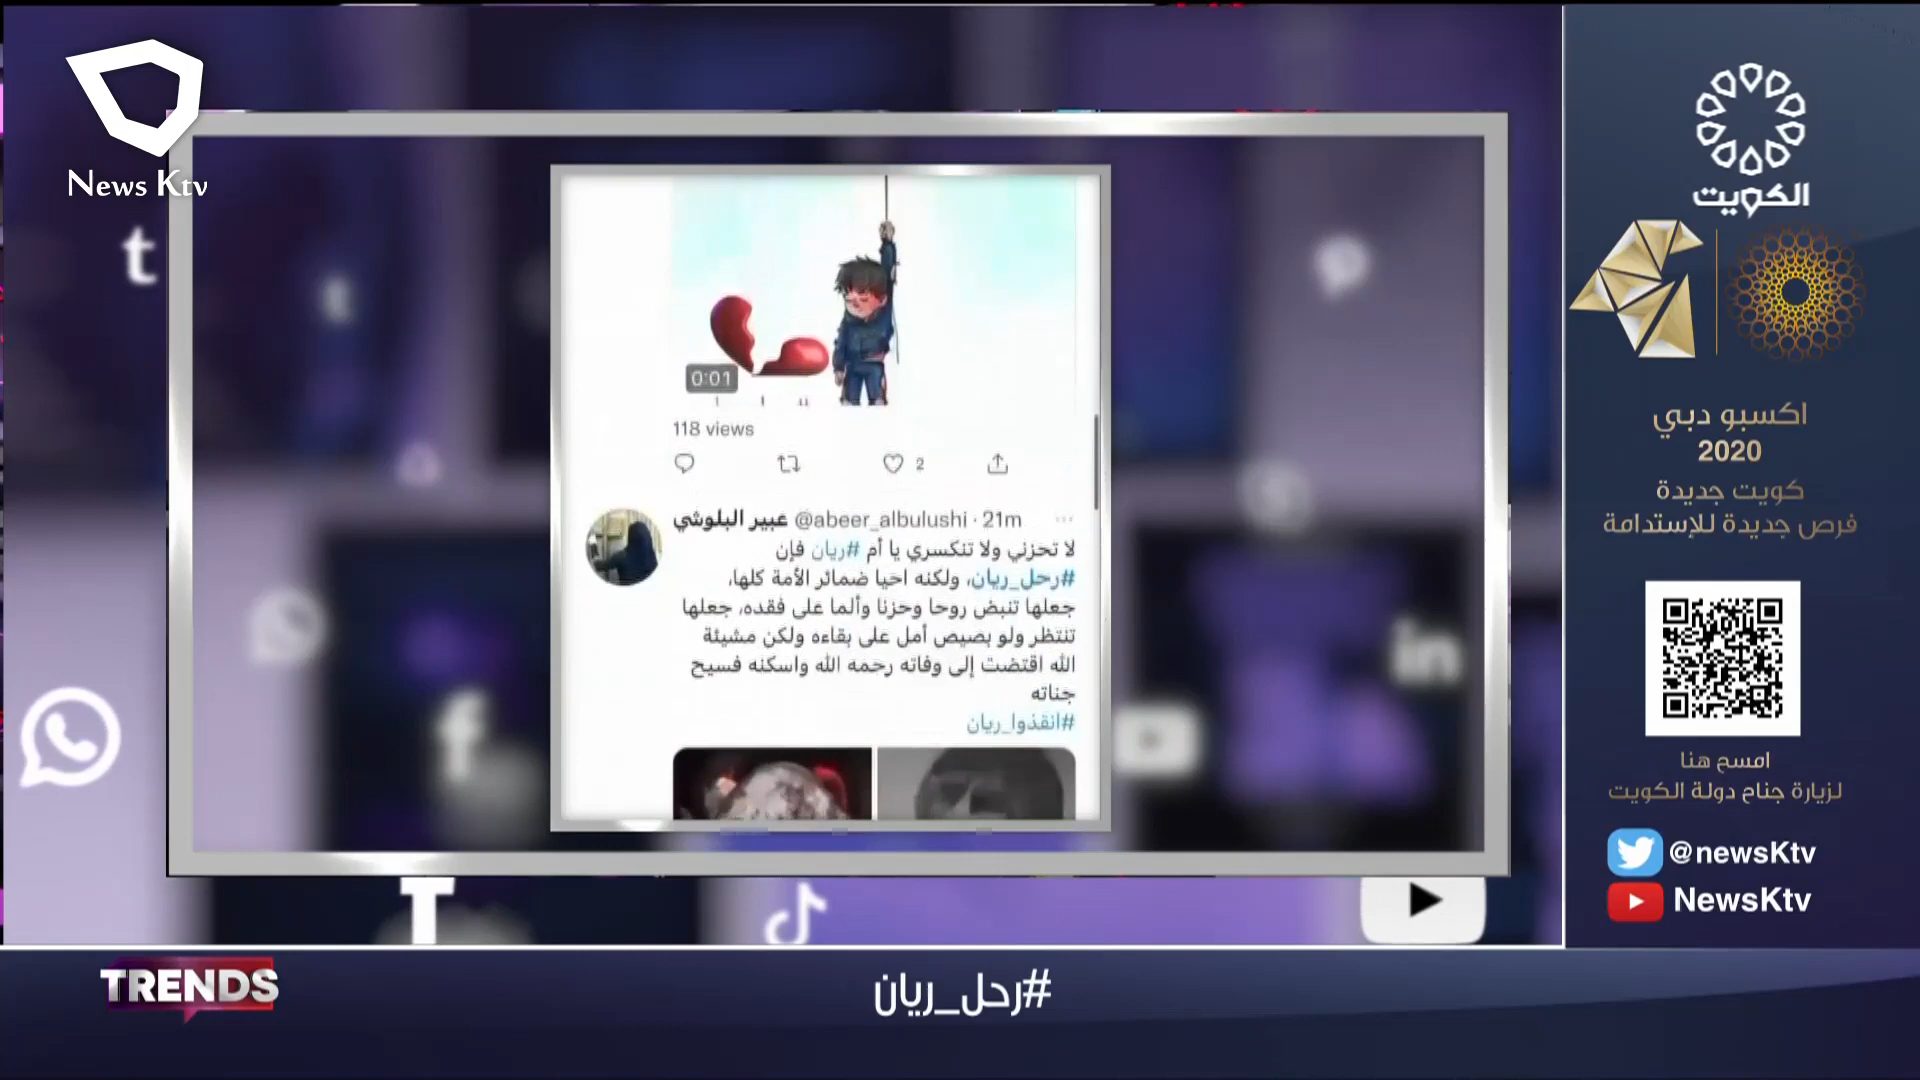 News Ktv
0:01
118 views
2
عبير البلوشي @abeer_albulushi · 21m
لا تحزني ولا تنكسري يا أم #ريان فإن
#رحل_ريان، ولكنه احيا ضمائر الأمة كلها،
جعلها تنبض روحا وحزنا وألما على فقده، جعلها
تنتظر ولو بصيص أمل على بقاءه ولكن مشيئة
الله اقتضت إلى وفاته رحمه الله واسكنه فسيح
جناته
#انقذوا_ريان
الكويت
اكسبو دبي
2020
كويت جديدة
فرص جديدة للإستدامة
امسح هنا
لزيارة جناح دولة الكويت
@newsKtv
NewsKtv
TRENDS
#رحل_ريان